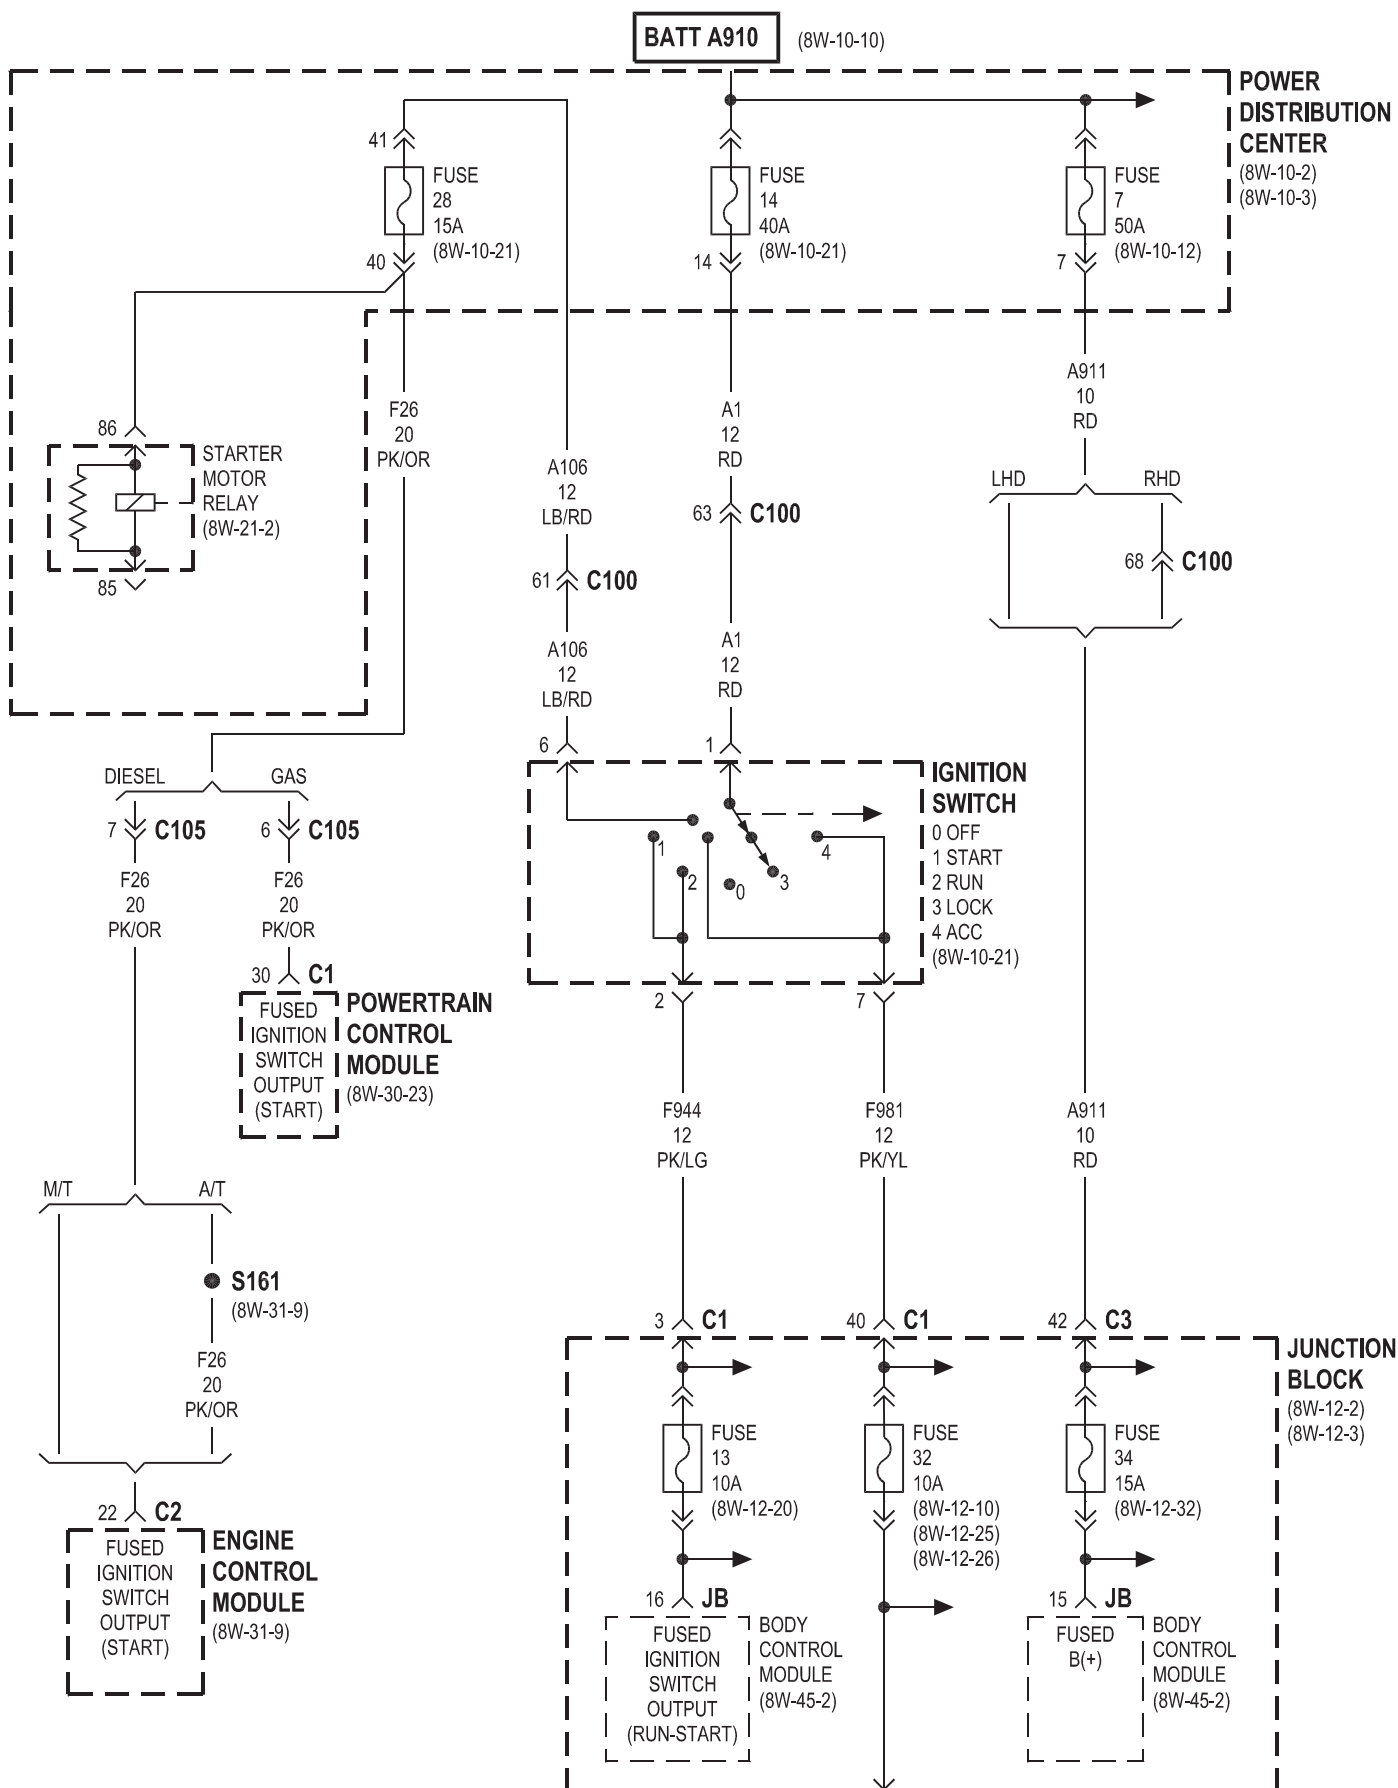 BATT A910 (8W-10-10)
POWER
DISTRIBUTION
CENTER
(8W-10-2)
(8W-10-3)
41
FUSE
28
15A
(8W-10-21)
40
FUSE
14
40A
(8W-10-21)
14
FUSE
7
50A
(8W-10-12)
7
86
STARTER
MOTOR
RELAY
(8W-21-2)
85
F26
20
PK/OR
A106
12
LB/RD
61 C100
A106
12
LB/RD
A1
12
RD
63 C100
A1
12
RD
A911
10
RD
LHD RHD
68 C100
DIESEL GAS
7 C105
6 C105
F26
20
PK/OR
F26
20
PK/OR
30 C1
FUSED
IGNITION
SWITCH
OUTPUT
(START)
POWERTRAIN
CONTROL
MODULE
(8W-30-23)
6
1
1
2
0
3
4
IGNITION
SWITCH
0 OFF
1 START
2 RUN
3 LOCK
4 ACC
(8W-10-21)
2
7
F944
12
PK/LG
F981
12
PK/YL
A911
10
RD
M/T A/T
S161
(8W-31-9)
F26
20
PK/OR
22 C2
FUSED
IGNITION
SWITCH
OUTPUT
(START)
ENGINE
CONTROL
MODULE
(8W-31-9)
3 C1
40 C1
42 C3
JUNCTION
BLOCK
(8W-12-2)
(8W-12-3)
FUSE
13
10A
(8W-12-20)
FUSE
32
10A
(8W-12-10)
(8W-12-25)
(8W-12-26)
FUSE
34
15A
(8W-12-32)
16 JB
FUSED
IGNITION
SWITCH
OUTPUT
(RUN-START)
BODY
CONTROL
MODULE
(8W-45-2)
15 JB
FUSED
B(+)
BODY
CONTROL
MODULE
(8W-45-2)